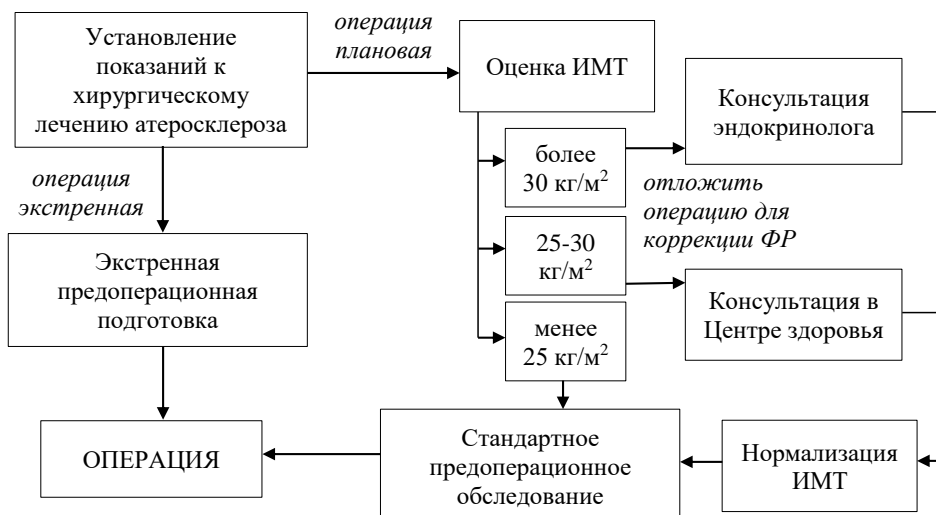 Установление
показаний к
хирургическому
лечению атеросклероза
операция
плановая
Оценка ИМТ
Консультация
эндокринолога
более
30 кг/м²
операция
экстренная
отложить
операцию для
коррекции ФР
25-30
кг/м²
Экстренная
предоперационная
подготовка
Консультация в
Центре здоровья
менее
25 кг/м²
ОПЕРАЦИЯ
Стандартное
предоперационное
обследование
Нормализация
ИМТ